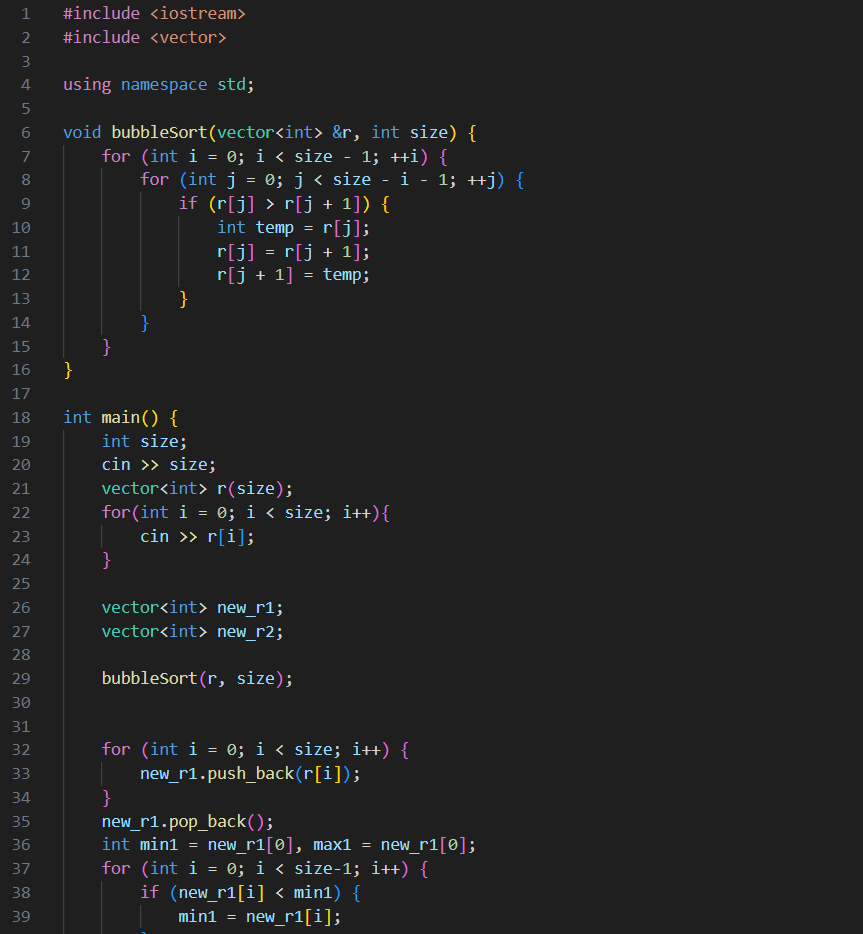 1 #include <iostream>
2 #include <vector>
3
4 using namespace std;
5
6 void bubbleSort(vector<int> &r, int size) {
7     for (int i = 0; i < size - 1; ++i) {
8         for (int j = 0; j < size - i - 1; ++j) {
9             if (r[j] > r[j + 1]) {
10                 int temp = r[j];
11                 r[j] = r[j + 1];
12                 r[j + 1] = temp;
13             }
14         }
15     }
16 }
17
18 int main() {
19     int size;
20     cin >> size;
21     vector<int> r(size);
22     for(int i = 0; i < size; i++){
23         cin >> r[i];
24     }
25
26     vector<int> new_r1;
27     vector<int> new_r2;
28
29     bubbleSort(r, size);
30
31
32     for (int i = 0; i < size; i++) {
33         new_r1.push_back(r[i]);
34     }
35     new_r1.pop_back();
36     int min1 = new_r1[0], max1 = new_r1[0];
37     for (int i = 0; i < size-1; i++) {
38         if (new_r1[i] < min1) {
39             min1 = new_r1[i];